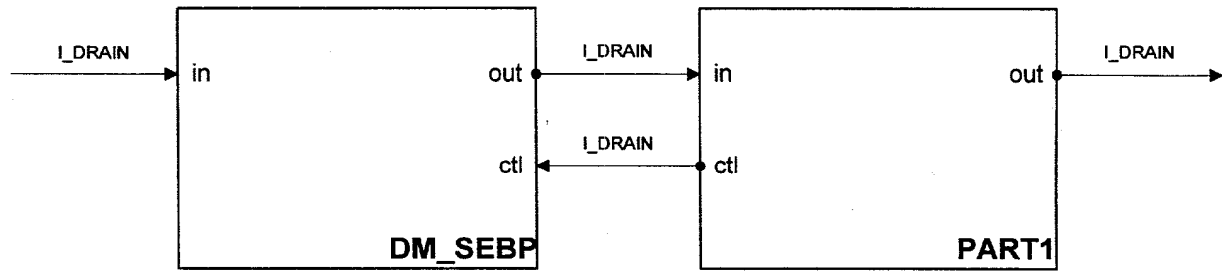 I_DRAIN
I_DRAIN
I_DRAIN
in
out
in
out
I_DRAIN
ctl
ctl
DM_SEBP
PART1